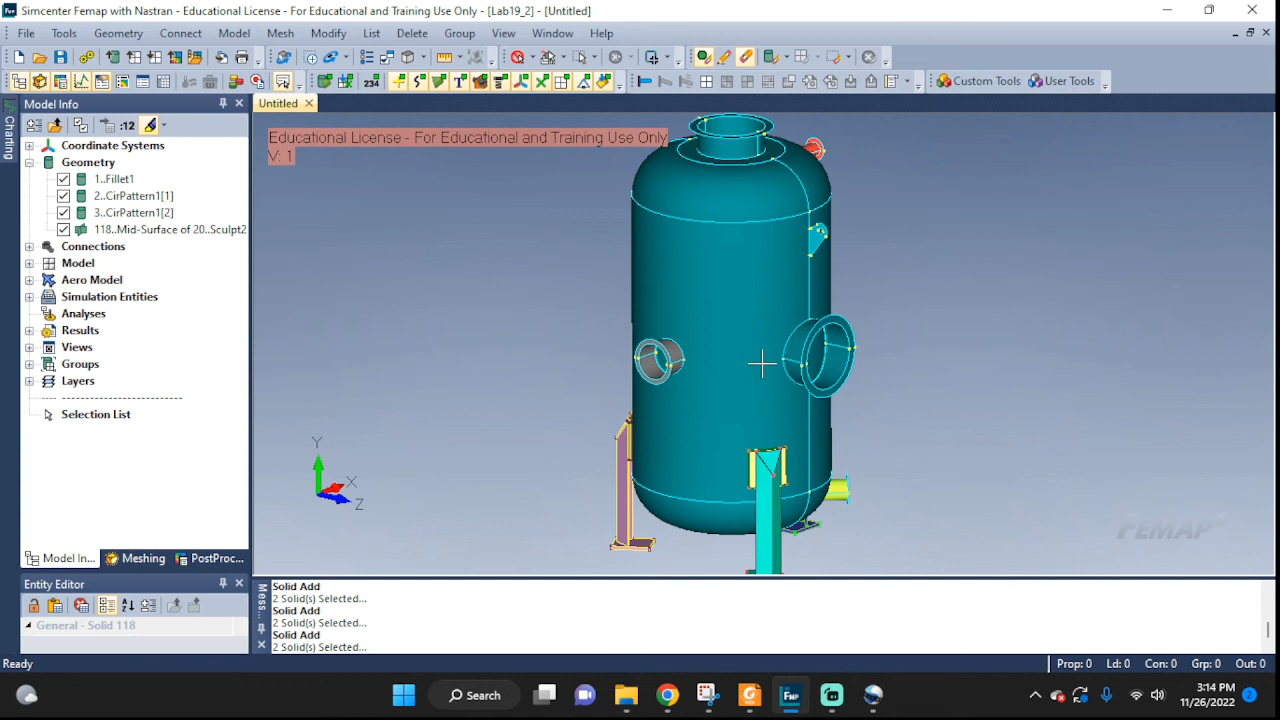 Simcenter Femap with Nastran - Educational License - For Educational and Training Use Only - [Lab19_2] - [Untitled]
File Tools Geometry Connect Model Mesh Modify List Delete Group View Window Help
234
Custom Tools User Tools
Charting
Model Info
Untitled
:12
Educational License - For Educational and Training Use Only
V: 1
Coordinate Systems
Geometry
1..Fillet1
2..CirPattern1[1]
3..CirPattern1[2]
118..Mid-Surface of 20..Sculpt2
Connections
Model
Aero Model
Simulation Entities
Analyses
Results
Views
Groups
Layers
Selection List
Y
X
Z
FEMAP
Model In... Meshing PostProc...
Entity Editor
General - Solid 118
Mess...
Solid Add
2 Solid(s) Selected...
Solid Add
2 Solid(s) Selected...
Solid Add
2 Solid(s) Selected...
Ready
Prop: 0 Ld: 0 Con: 0 Grp: 0 Out: 0
Search
FMP
3:14 PM
11/26/2022
2